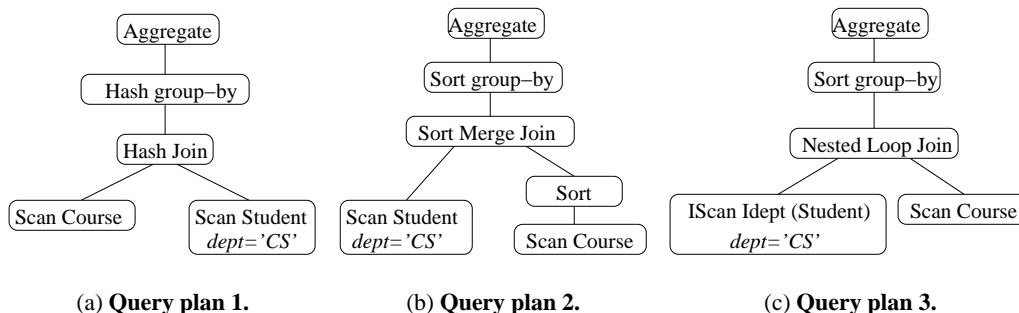 Aggregate
Hash group−by
Hash Join
Scan Course
Scan Student
dept='CS'
(a) Query plan 1.
Aggregate
Sort group−by
Sort Merge Join
Scan Student
dept='CS'
Sort
Scan Course
(b) Query plan 2.
Aggregate
Sort group−by
Nested Loop Join
IScan Idept (Student)
dept='CS'
Scan Course
(c) Query plan 3.